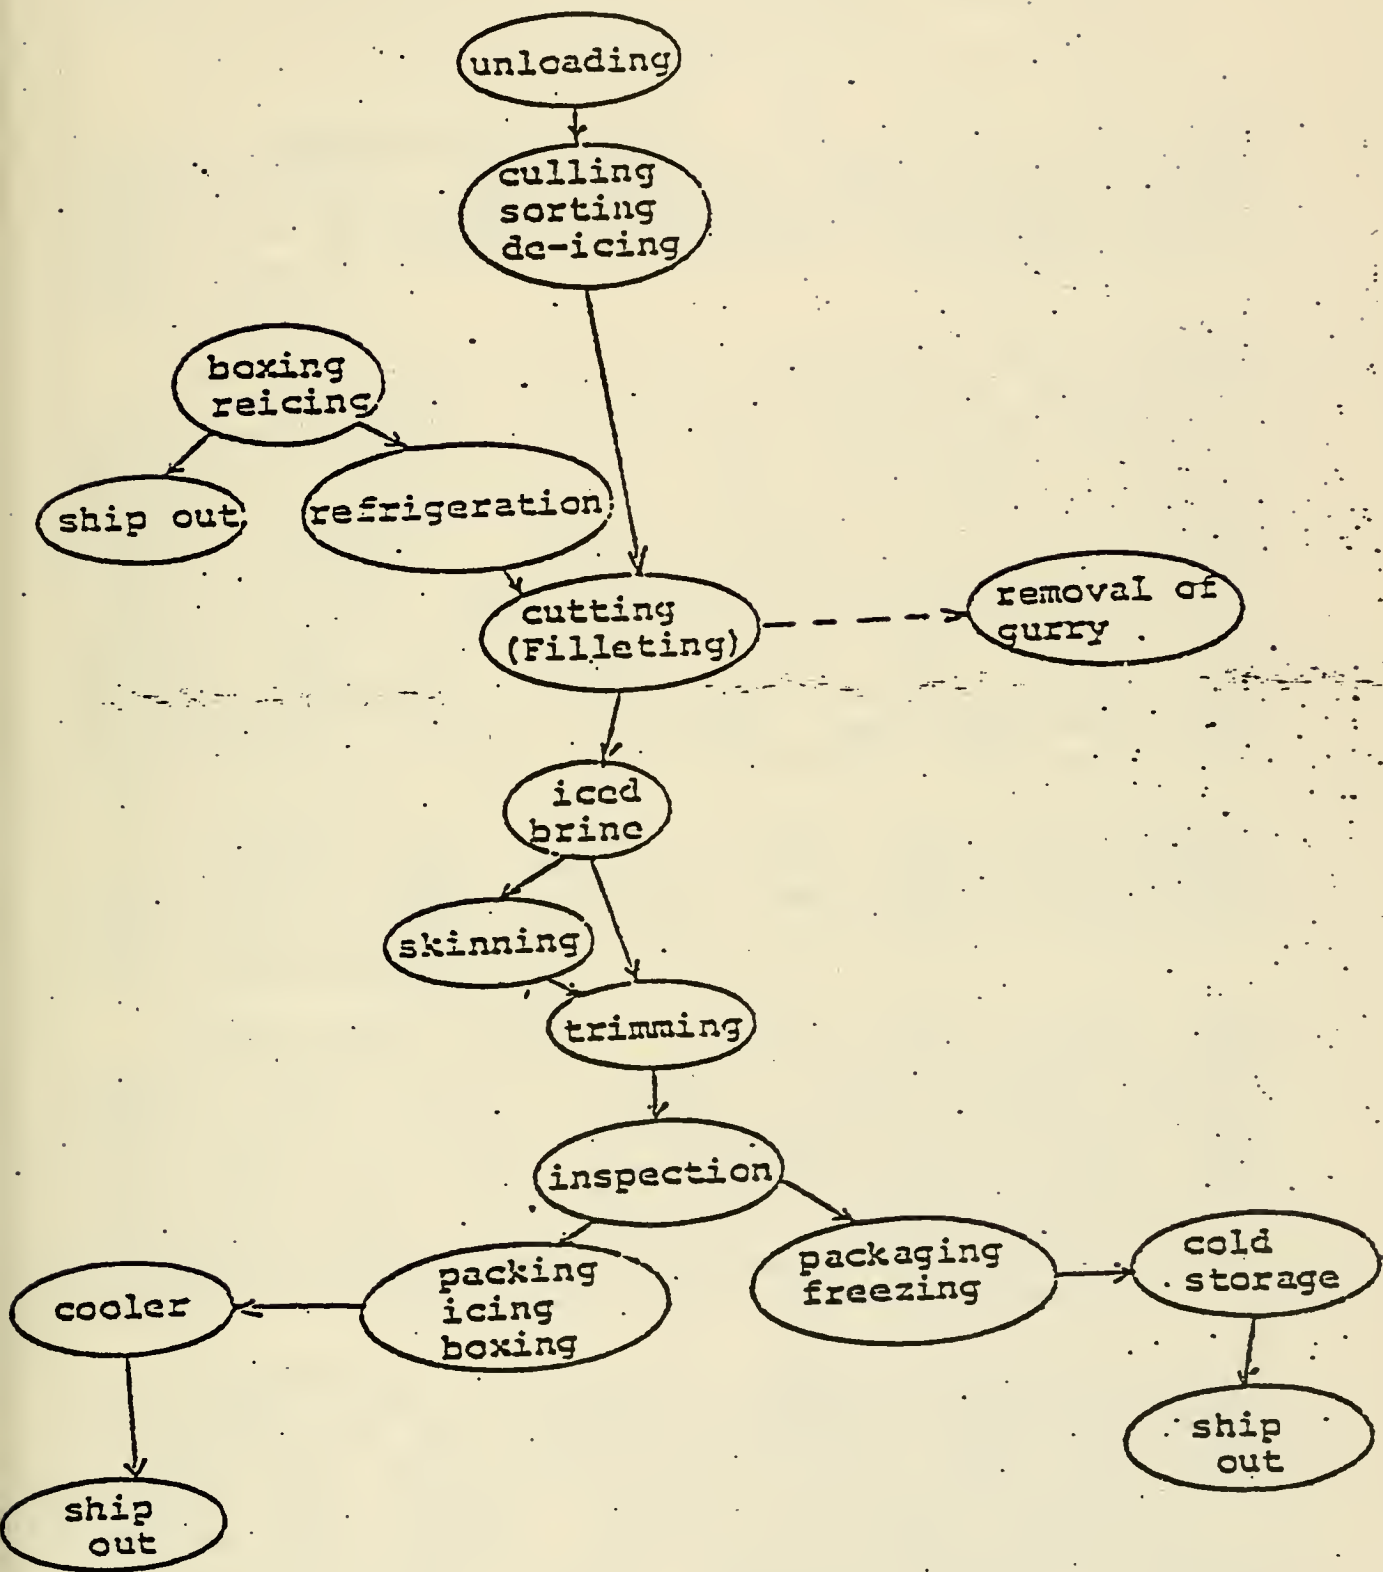 unloading
culling
sorting
de-icing
boxing
reicing
ship out
refrigeration
cutting
(Filleting)
removal of
gurry
iced
brine
skinning
trimming
inspection
packing
icing
boxing
packaging
freezing
cold
storage
cooler
ship
out
ship
out